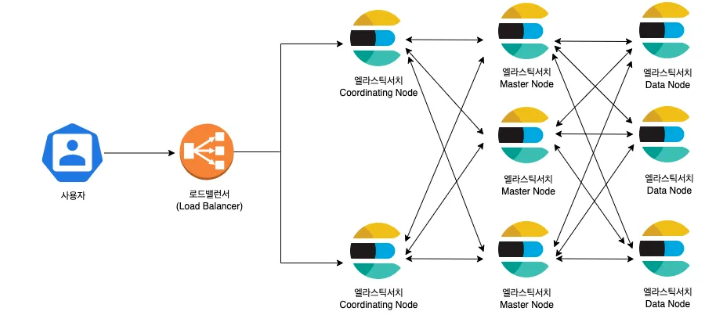 엘라스틱서치
Coordinating Node
엘라스틱서치
Master Node
엘라스틱서치
Data Node
사용자
로드밸런서
(Load Balancer)
엘라스틱서치
Master Node
엘라스틱서치
Data Node
엘라스틱서치
Coordinating Node
엘라스틱서치
Master Node
엘라스틱서치
Data Node